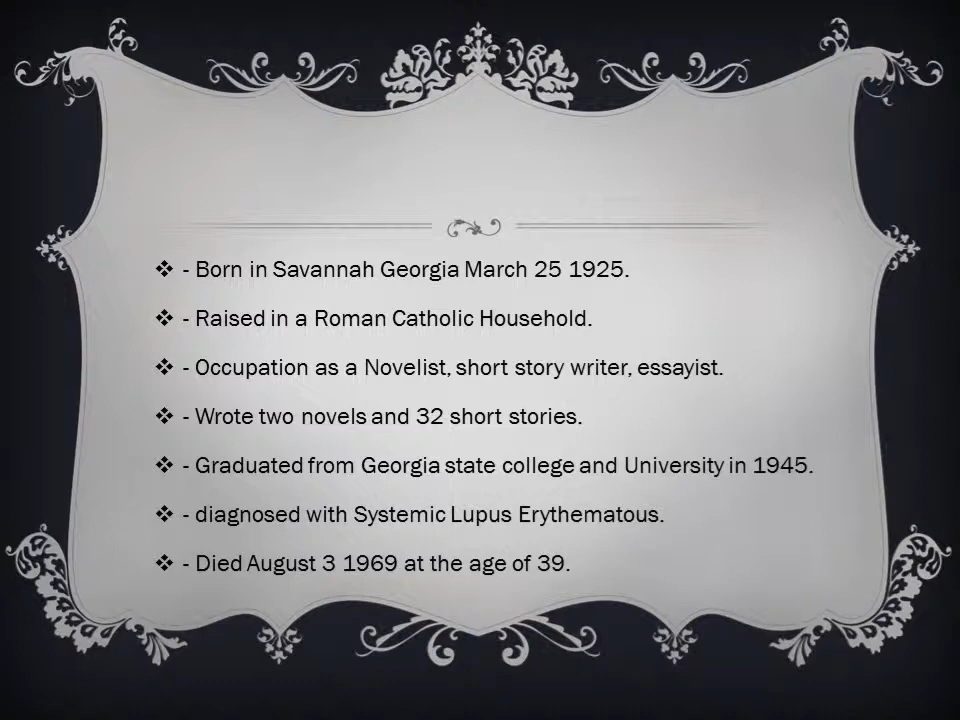 ❖ - Born in Savannah Georgia March 25 1925.
❖ - Raised in a Roman Catholic Household.
❖ - Occupation as a Novelist, short story writer, essayist.
❖ - Wrote two novels and 32 short stories.
❖ - Graduated from Georgia state college and University in 1945.
❖ - diagnosed with Systemic Lupus Erythematous.
❖ - Died August 3 1969 at the age of 39.